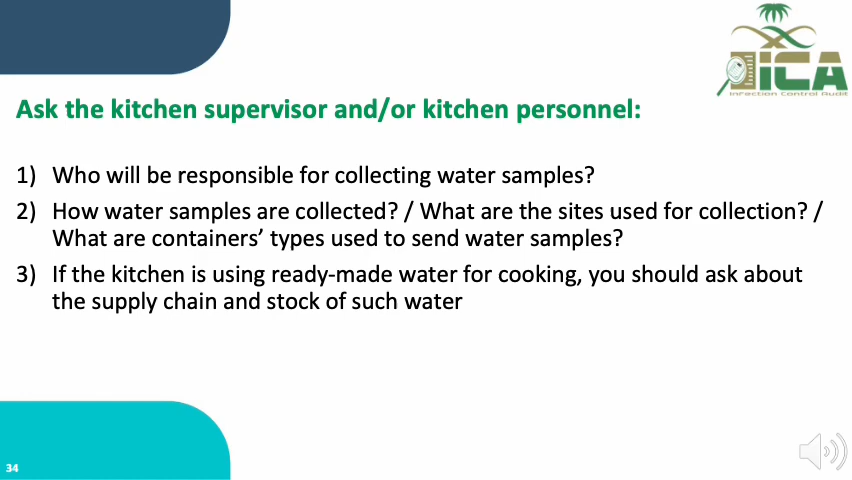 iCA
Infection Control Audit
Ask the kitchen supervisor and/or kitchen personnel:
1) Who will be responsible for collecting water samples?
2) How water samples are collected? / What are the sites used for collection? /
What are containers’ types used to send water samples?
3) If the kitchen is using ready-made water for cooking, you should ask about
the supply chain and stock of such water
34